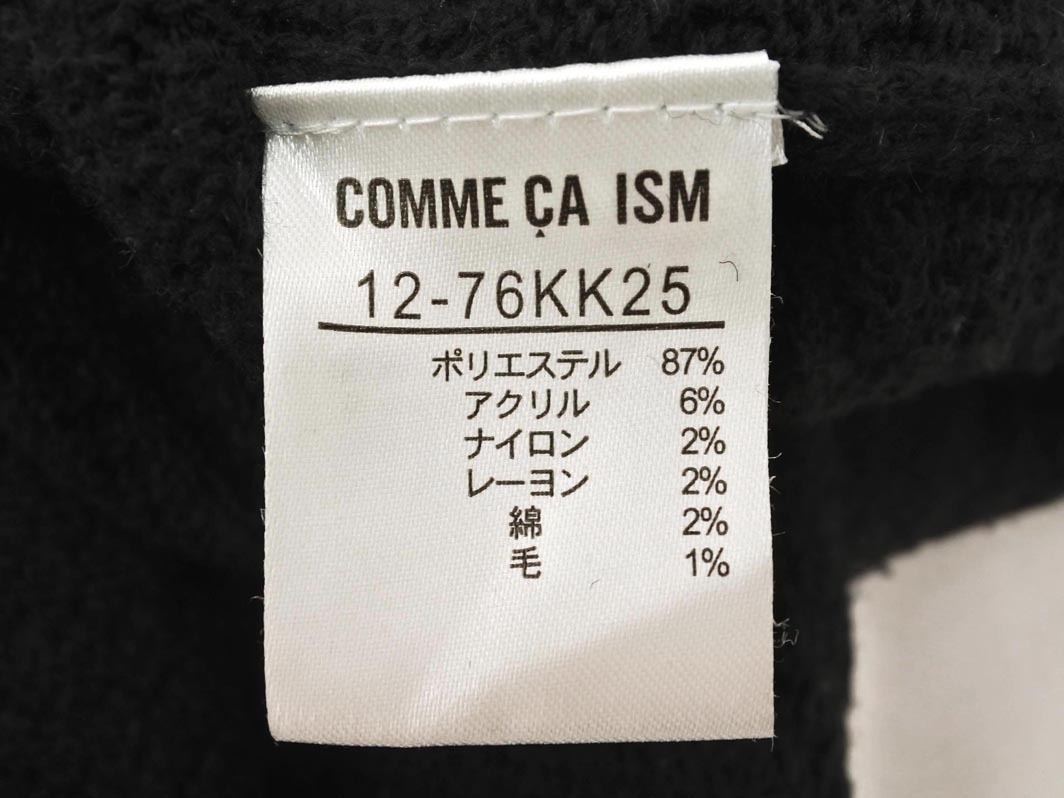 COMME ÇA ISM
12-76KK25
ポリエステル 87%
アクリル 6%
ナイロン 2%
レーヨン 2%
綿 2%
毛 1%